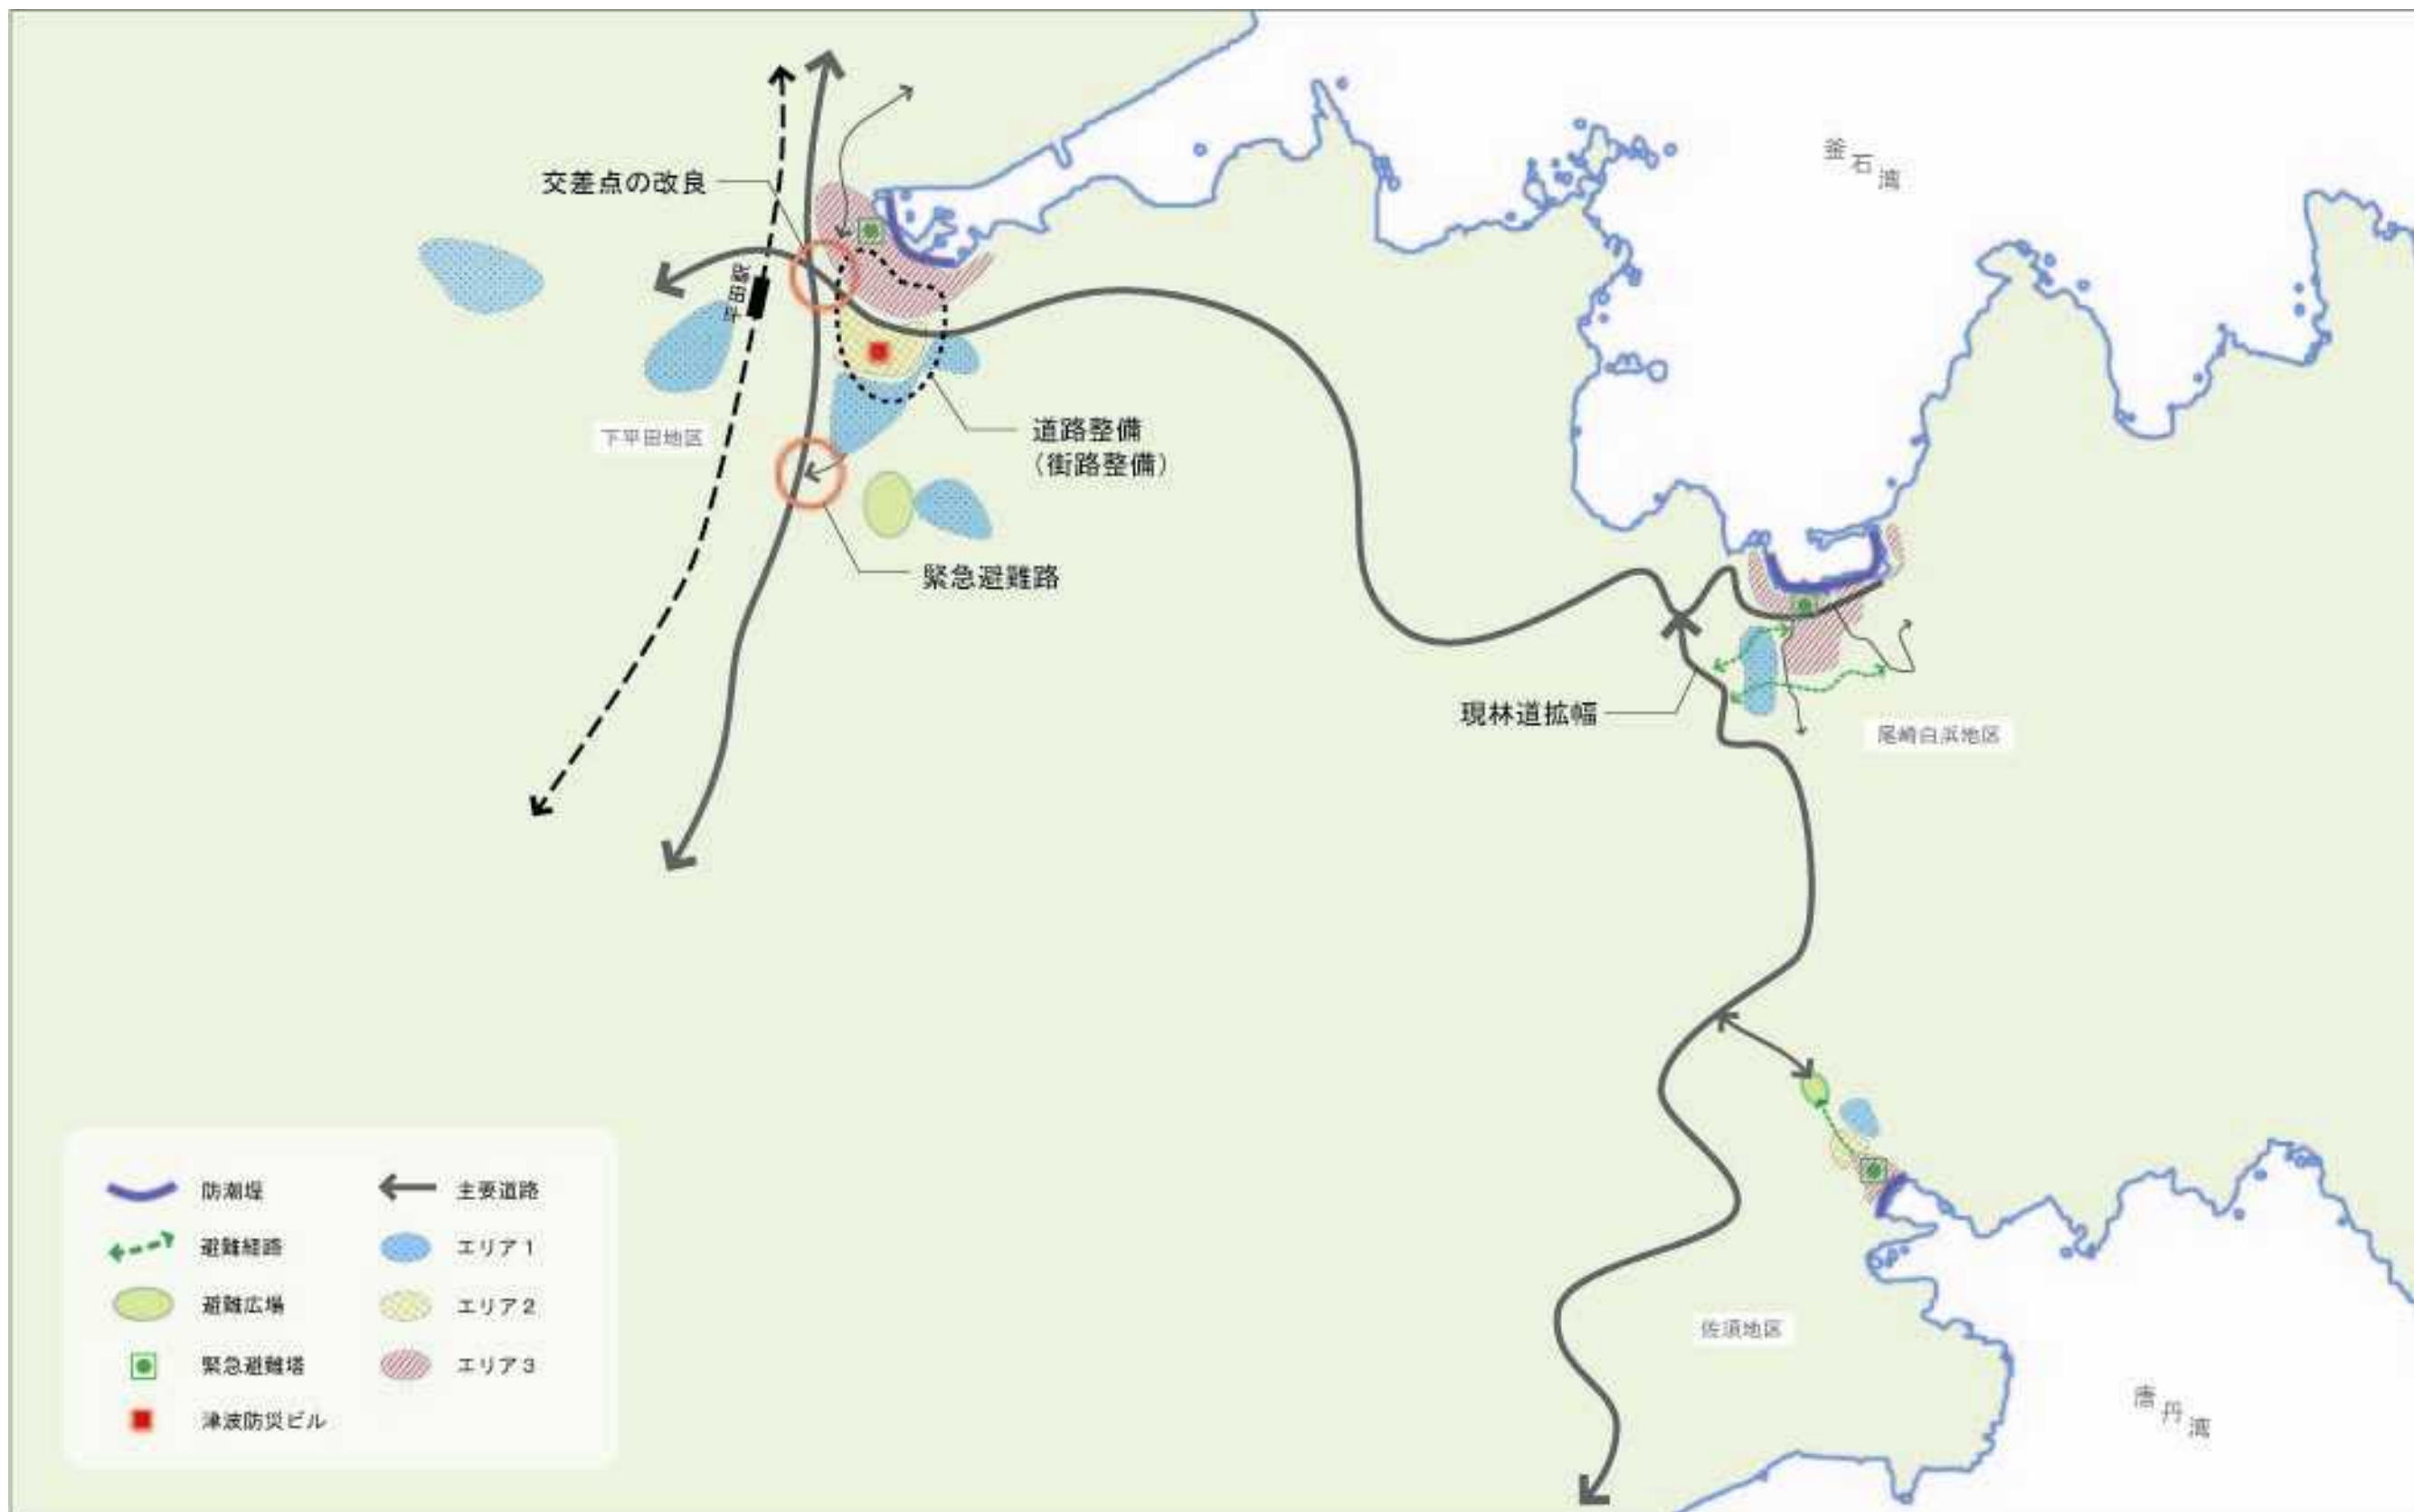 釜石湾
交差点の改良
平田駅
下平田地区
道路整備
（街路整備）
緊急避難路
現林道拡幅
尾崎白浜地区
佐須地区
唐丹湾
防潮堤
主要道路
避難経路
エリア1
避難広場
エリア2
緊急避難塔
エリア3
津波防災ビル